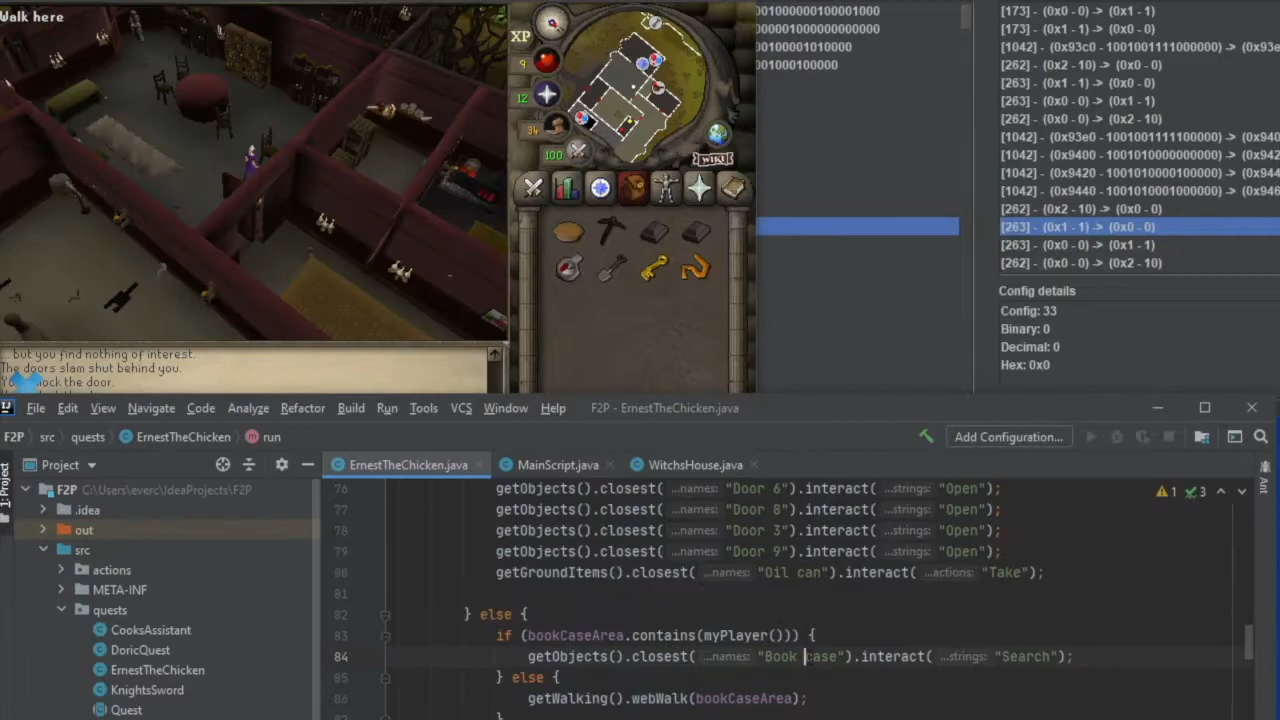 Walk here
XP
9
12
34
100
WIKI
... but you find nothing of interest.
The doors slam shut behind you.
lock the door.
1000000100001000
000000000000000
00100001010000
001000100000
[173] - (0x0 - 0) -> (0x1 - 1)
[173] - (0x1 - 1) -> (0x0 - 0)
[1042] - (0x93c0 - 1001001111000000) -> (0x93e
[262] - (0x2 - 10) -> (0x0 - 0)
[263] - (0x1 - 1) -> (0x0 - 0)
[263] - (0x0 - 0) -> (0x1 - 1)
[262] - (0x0 - 0) -> (0x2 - 10)
[1042] - (0x93e0 - 1001001111100000) -> (0x940
[1042] - (0x9400 - 1001010000000000) -> (0x942
[1042] - (0x9420 - 1001010000100000) -> (0x944
[1042] - (0x9440 - 1001010001000000) -> (0x946
[262] - (0x2 - 10) -> (0x0 - 0)
[263] - (0x1 - 1) -> (0x0 - 0)
[263] - (0x0 - 0) -> (0x1 - 1)
[262] - (0x0 - 0) -> (0x2 - 10)
Config details
Config: 33
Binary: 0
Decimal: 0
Hex: 0x0
IJ File Edit View Navigate Code Analyze Refactor Build Run Tools VCS Window Help F2P - ErnestTheChicken.java
F2P src quests ErnestTheChicken run Add Configuration...
1: Project
Project
ErnestTheChicken.java MainScript.java WitchsHouse.java
F2P C:\Users\everc\IdeaProjects\F2P
.idea
out
src
actions
META-INF
quests
CooksAssistant
DoricQuest
ErnestTheChicken
KnightsSword
Quest
76 getObjects().closest( ...names: "Door 6").interact( ...strings: "Open");
77 getObjects().closest( ...names: "Door 8").interact( ...strings: "Open");
78 getObjects().closest( ...names: "Door 3").interact( ...strings: "Open");
79 getObjects().closest( ...names: "Door 9").interact( ...strings: "Open");
80 getGroundItems().closest( ...names: "Oil can").interact( ...actions: "Take");
81
82 } else {
83 if (bookCaseArea.contains(myPlayer())) {
84 getObjects().closest( ...names: "Book case").interact( ...strings: "Search");
85 } else {
86 getWalking().webWalk(bookCaseArea);
1 3
Ant